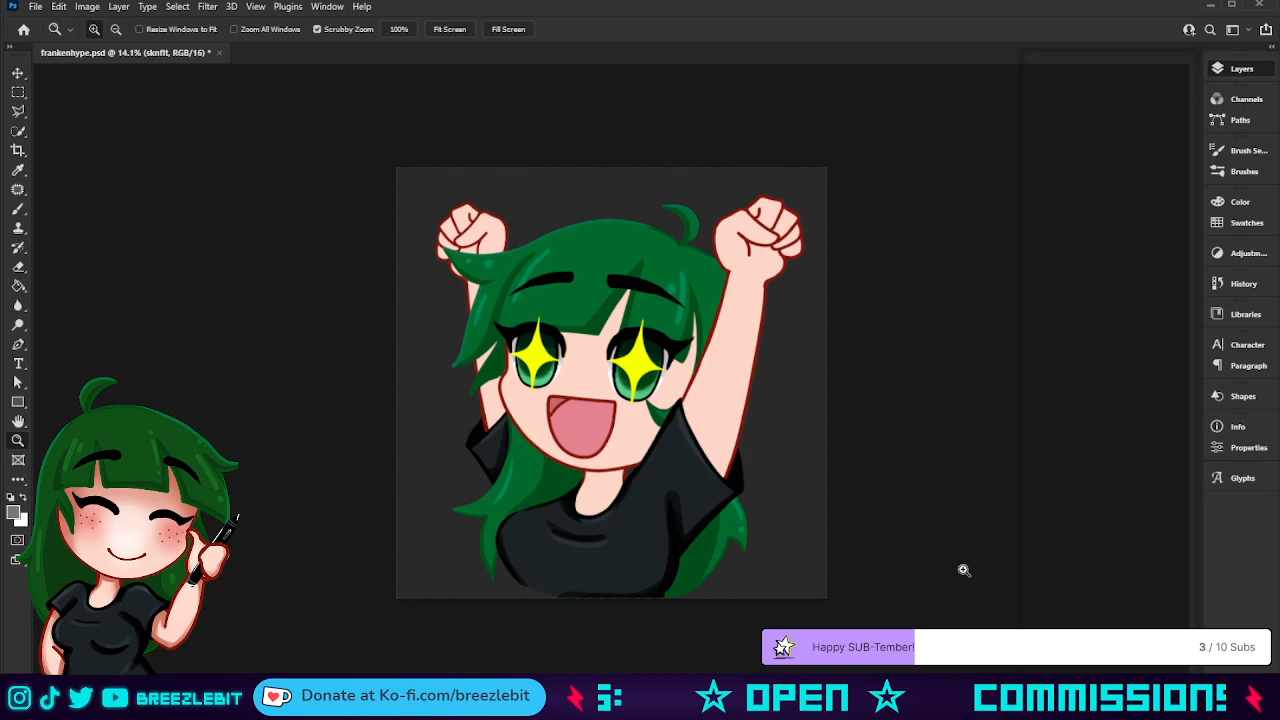 Ps File Edit Image Layer Type Select Filter 3D View Plugins Window Help
Resize Windows to Fit Zoom All Windows Scrubby Zoom 100% Fit Screen Fill Screen
frankenhype.psd @ 14.1% (sknfit, RGB/16) *
Layers
Channels
Paths
Brush Se...
Brushes
Color
Swatches
Adjustm...
History
Libraries
Character
Paragraph
Shapes
Info
Properties
Glyphs
Happy SUB-Tember! 3 / 10 Subs
BREEZLEBIT Donate at Ko-fi.com/breezlebit S: OPEN COMMISSIONS